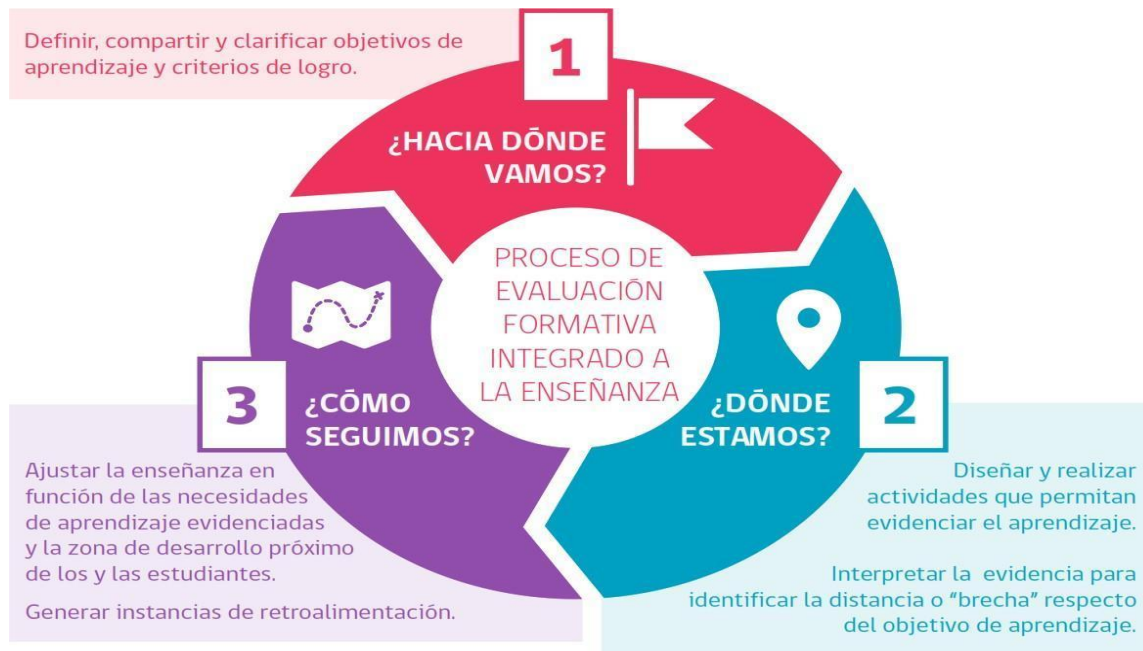 Definir, compartir y clarificar objetivos de
aprendizaje y criterios de logro.
1
¿HACIA DÓNDE
VAMOS?
PROCESO DE
EVALUACIÓN
FORMATIVA
INTEGRADO A
LA ENSEÑANZA
2
¿DÓNDE
ESTAMOS?
Diseñar y realizar
actividades que permitan
evidenciar el aprendizaje.
Interpretar la evidencia para
identificar la distancia o “brecha” respecto
del objetivo de aprendizaje.
3
¿CÓMO
SEGUIMOS?
Ajustar la enseñanza en
función de las necesidades
de aprendizaje evidenciadas
y la zona de desarrollo próximo
de los y las estudiantes.
Generar instancias de retroalimentación.